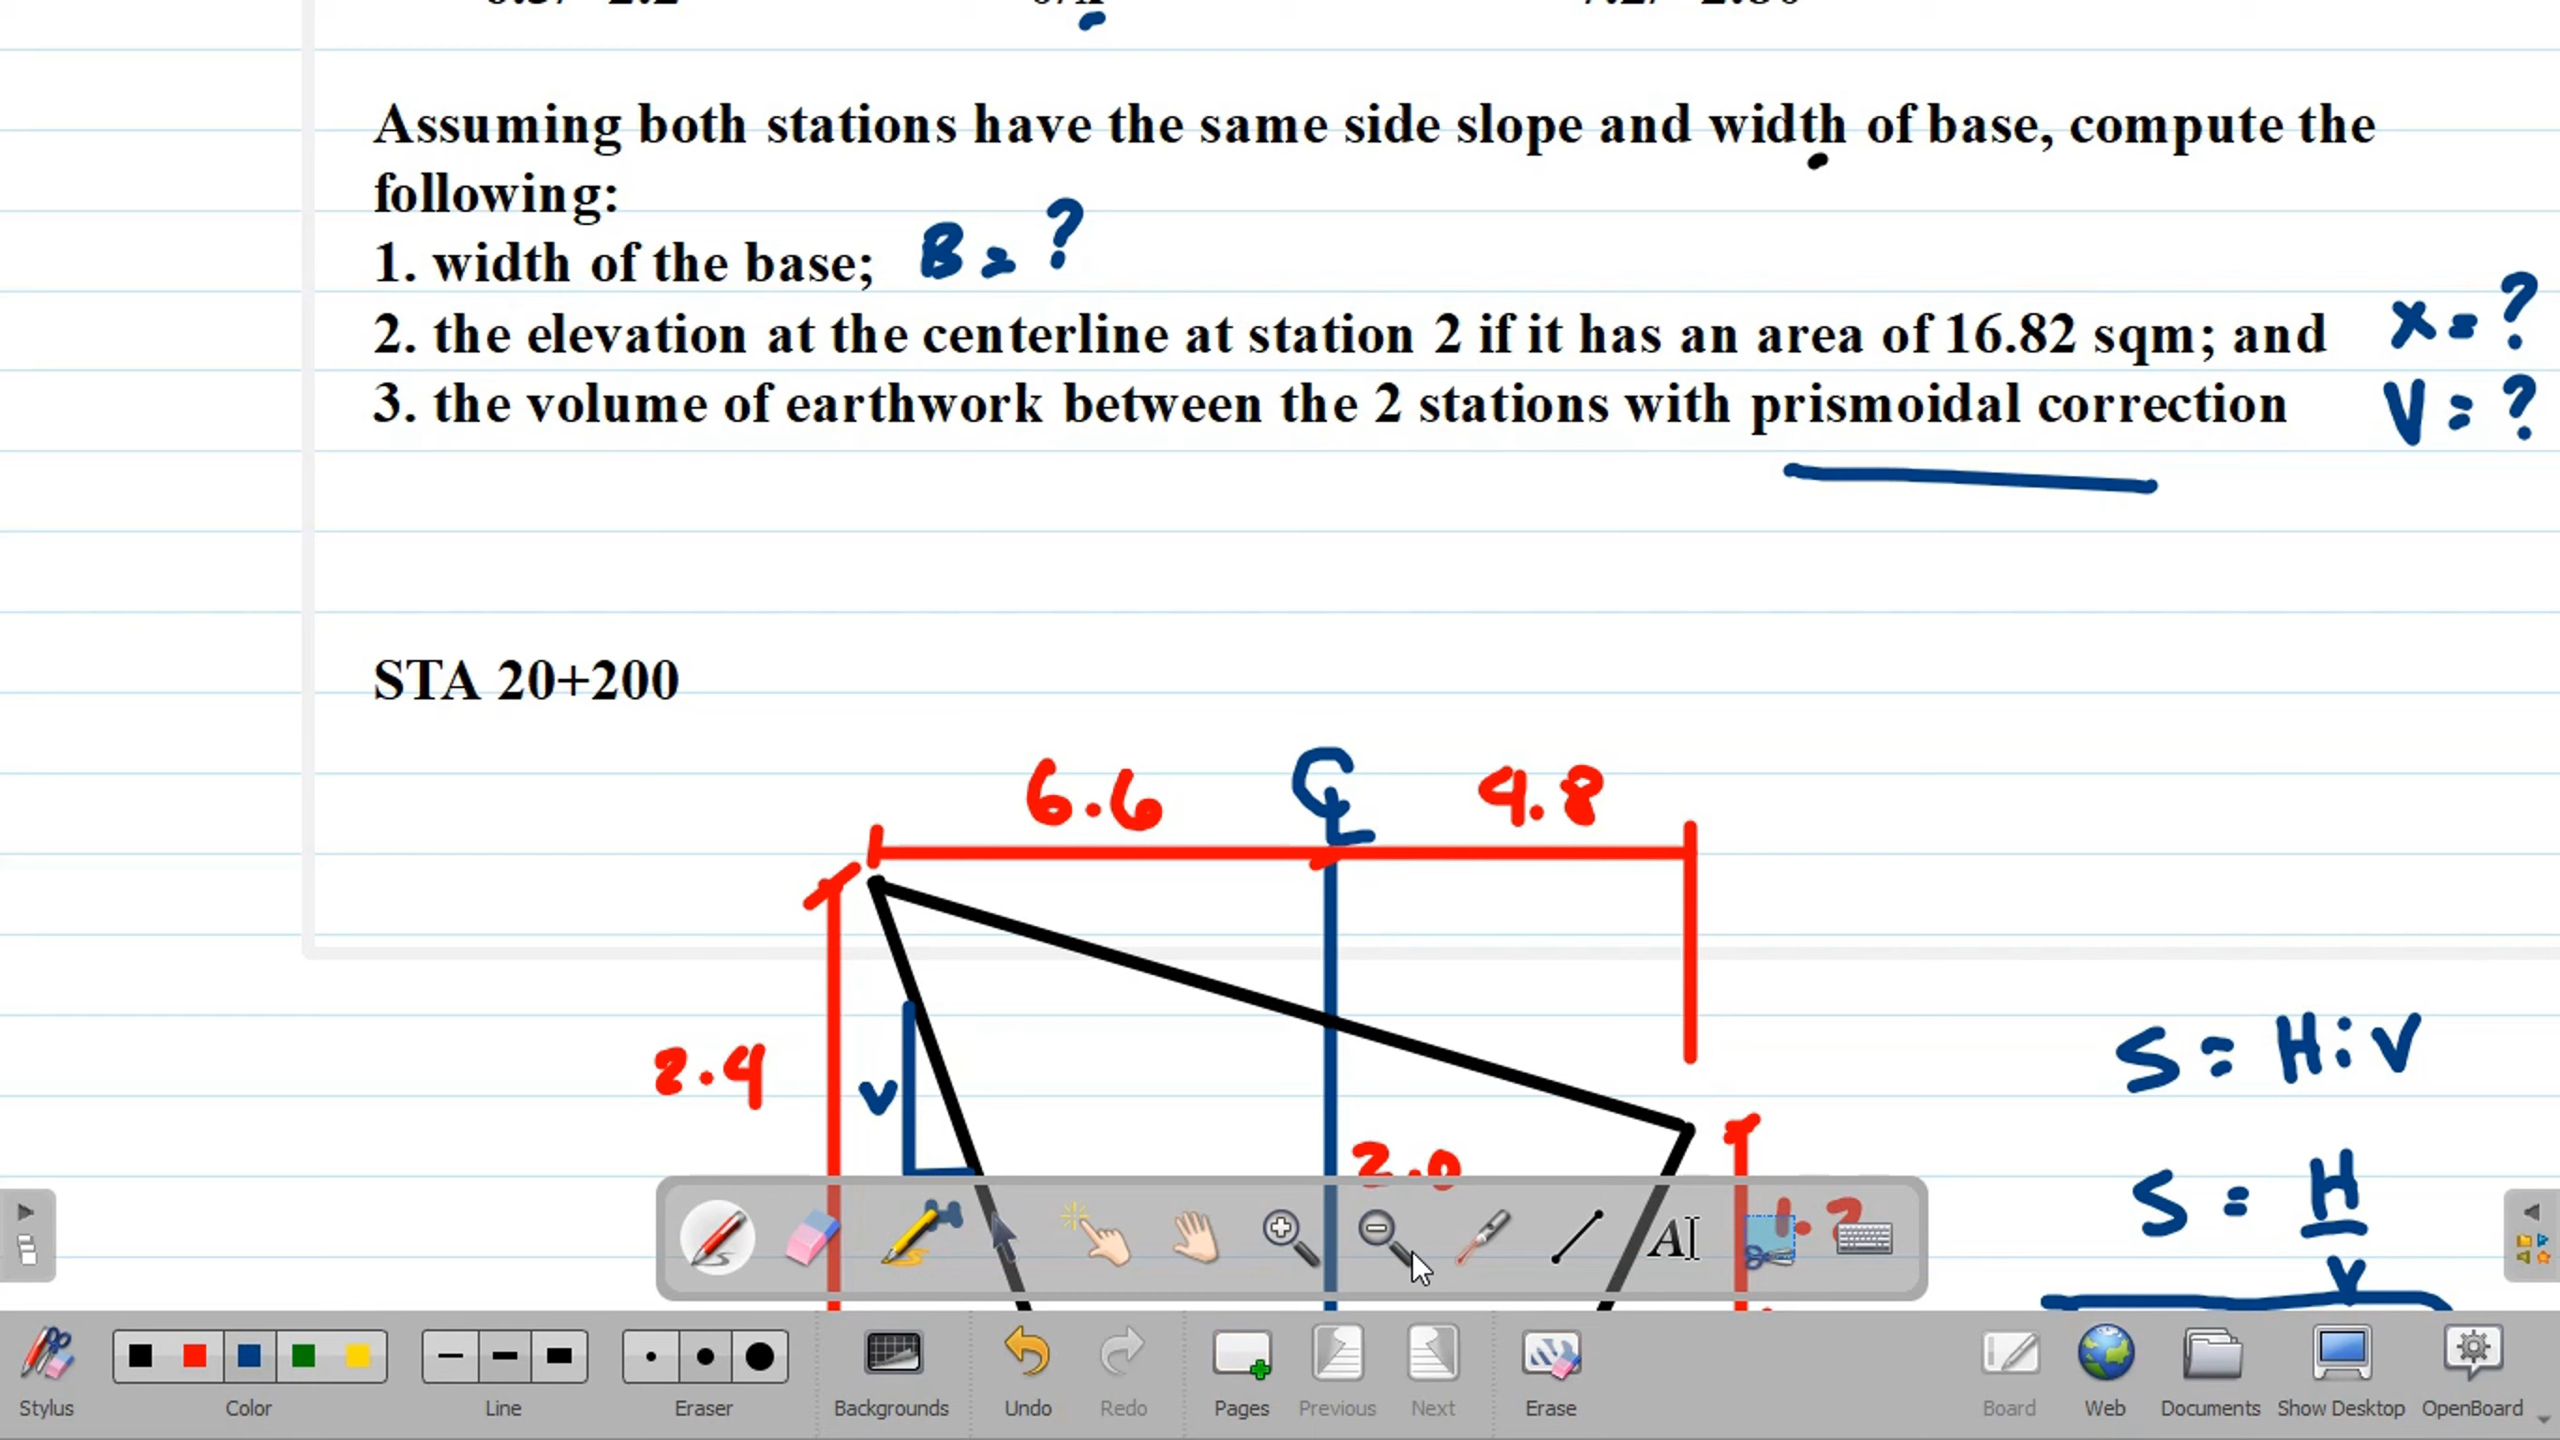 Assuming both stations have the same side slope and width of base, compute the
following:
1. width of the base; B = ?
2. the elevation at the centerline at station 2 if it has an area of 16.82 sqm; and x = ?
3. the volume of earthwork between the 2 stations with prismoidal correction V = ?
STA 20+200
6.6 CL 4.8
S = H:V
2.4 V
S = H
V
Stylus Color Line Eraser Backgrounds Undo Redo Pages Previous Next Erase Board Web Documents Show Desktop OpenBoard